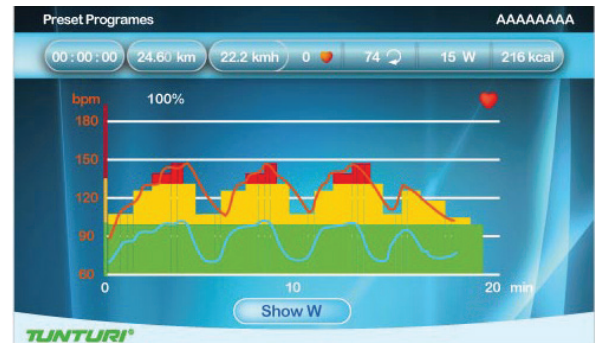 Preset Programes AAAAAAAA
00:00:00 24.60 km 22.2 kmh 0 74 15 W 216 kcal
bpm 100%
180
150
120
90
60
0 10 20 min
Show W
TUNTURI®